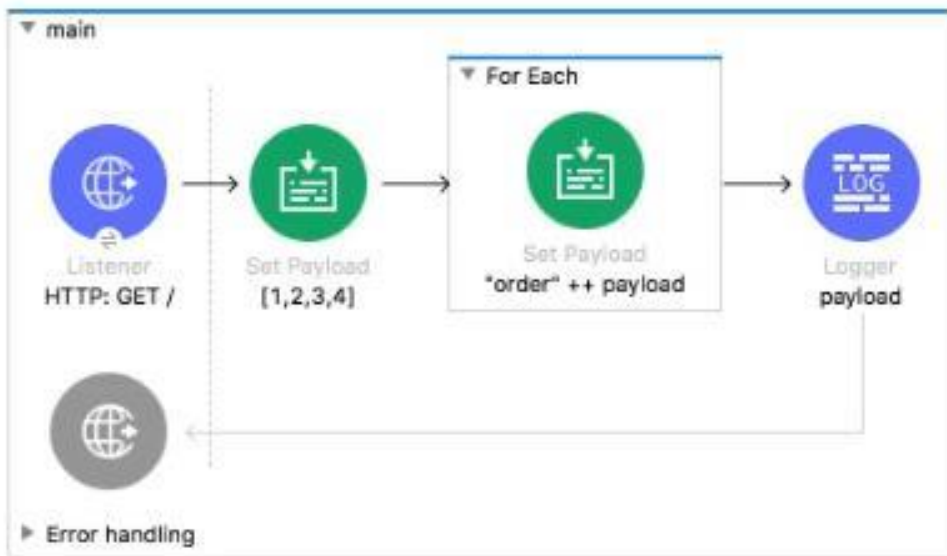 main
For Each
LOG
Listener
HTTP: GET /
Set Payload
[1,2,3,4]
Set Payload
"order" ++ payload
Logger
payload
Error handling